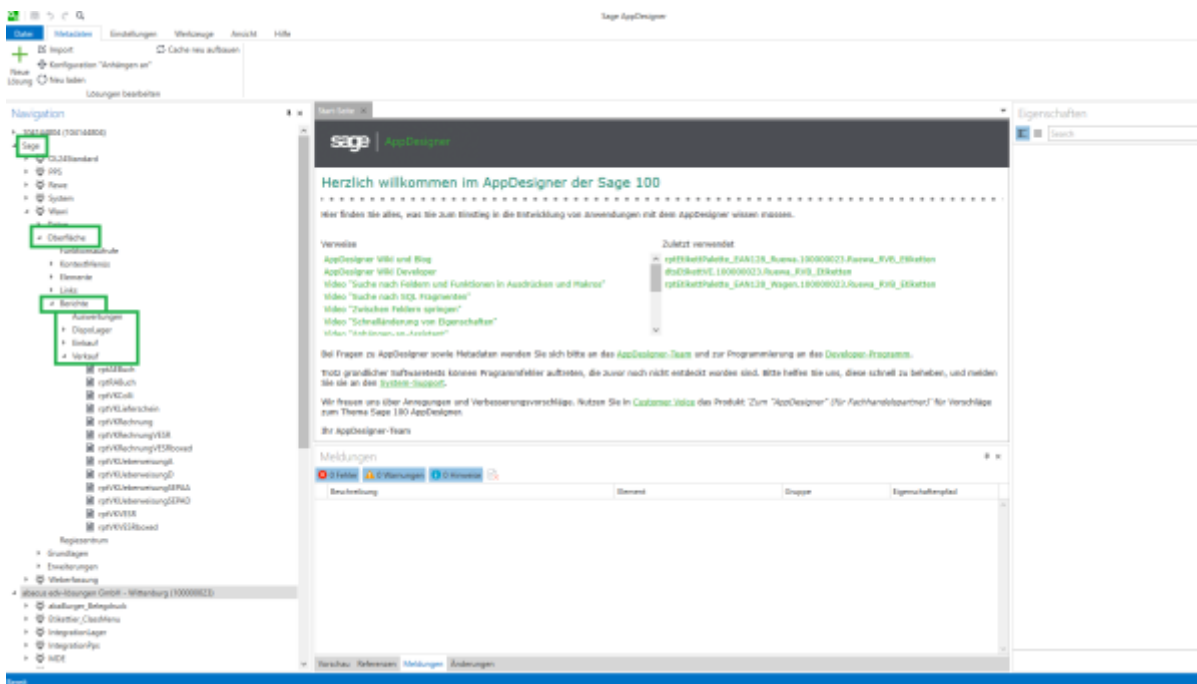 Sage AppDesigner
Datei Metadaten Einstellungen Werkzeuge Ansicht Hilfe
Neue Lösung
Import
Konfiguration "Anhängen an"
Neu laden
Cache neu aufbauen
Lösungen bearbeiten
Navigation
Sage
PPS
Rewe
System
Wawi
Oberfläche
Funktionsaufrufe
Kontextmenüs
Elemente
Links
Berichte
Auswertungen
DispoLager
Einkauf
Verkauf
rptVKColli
rptVKLieferschein
rptVKRechnung
rptVKRechnungVESR
rptVKRechnungVESRboxed
rptVKUeberweisungA
rptVKUeberweisungD
rptVKUeberweisungSEPAA
rptVKUeberweisungSEPAD
rptVKVESR
rptVKVESRboxed
Regiezentrum
Grundlagen
Erweiterungen
Weberfassung
abacus edv-lösungen GmbH - Wittenburg (100000023)
IntegrationLager
IntegrationPps
MDE
Start-Seite
sage AppDesigner
Herzlich willkommen im AppDesigner der Sage 100
Hier finden Sie alles, was Sie zum Einstieg in die Entwicklung von Anwendungen mit dem AppDesigner wissen müssen.
Verweise
AppDesigner Wiki und Blog
AppDesigner Wiki Developer
Video "Suche nach Feldern und Funktionen in Ausdrücken und Makros"
Video "Suche nach SQL Fragmenten"
Video "Zwischen Feldern springen"
Video "Schnelländerung von Eigenschaften"
Video "Anhängen-an-Assistent"
Zuletzt verwendet
Bei Fragen zu AppDesigner sowie Metadaten wenden Sie sich bitte an das AppDesigner-Team und zur Programmierung an das Developer-Programm.
Trotz gründlicher Softwaretests können Programmfehler auftreten, die zuvor noch nicht entdeckt worden sind. Bitte helfen Sie uns, diese schnell zu beheben, und melden
Sie sie an den System-Support.
Wir freuen uns über Anregungen und Verbesserungsvorschläge. Nutzen Sie in Customer Voice das Produkt "Zum "AppDesigner" (für Fachhandelspartner)" für Vorschläge
zum Thema Sage 100 AppDesigner.
Ihr AppDesigner-Team
Meldungen
0 Fehler 0 Warnungen 0 Hinweise
Beschreibung Element Gruppe Eigenschaftenpfad
Vorschau Referenzen Meldungen Änderungen
Eigenschaften
Search
Bereit